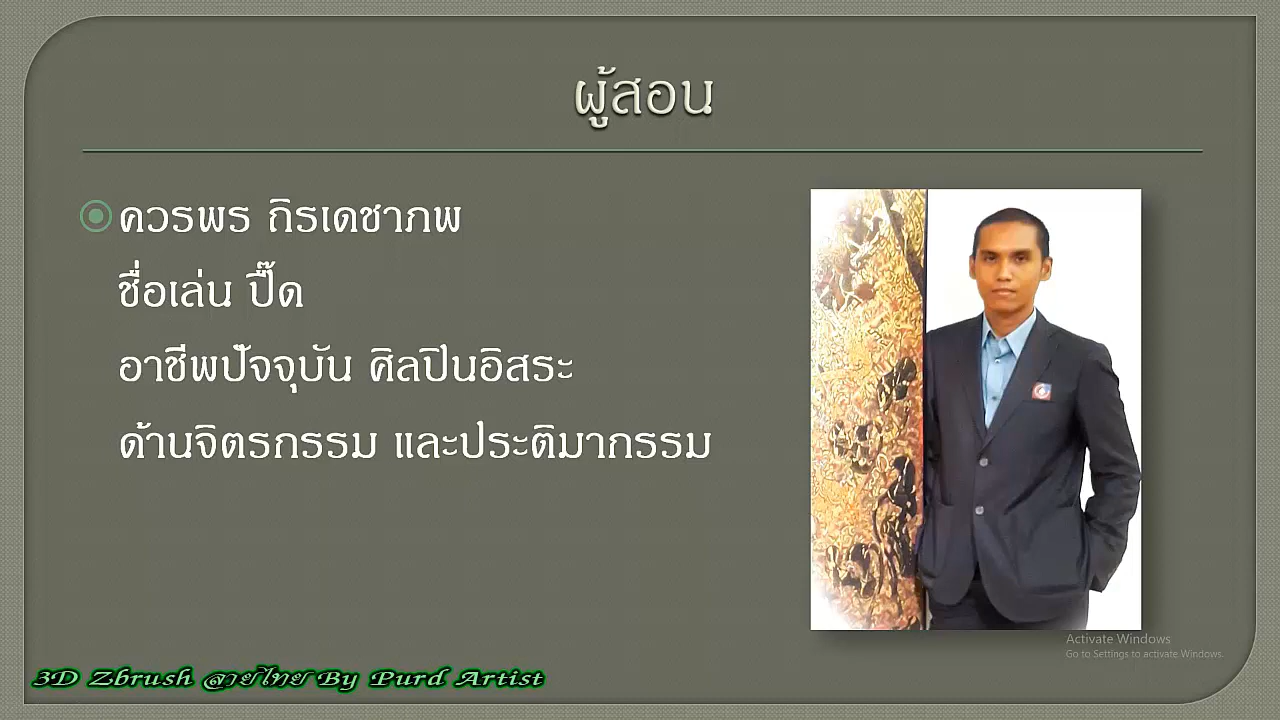 ผู้สอน
ควรพร ถิรเดชาภพ
ชื่อเล่น ปื๊ด
อาชีพปัจจุบัน ศิลปินอิสระ
ด้านจิตรกรรม และประติมากรรม
Activate Windows
Go to Settings to activate Windows.
3D Zbrush ลายไทย By Purd Artist